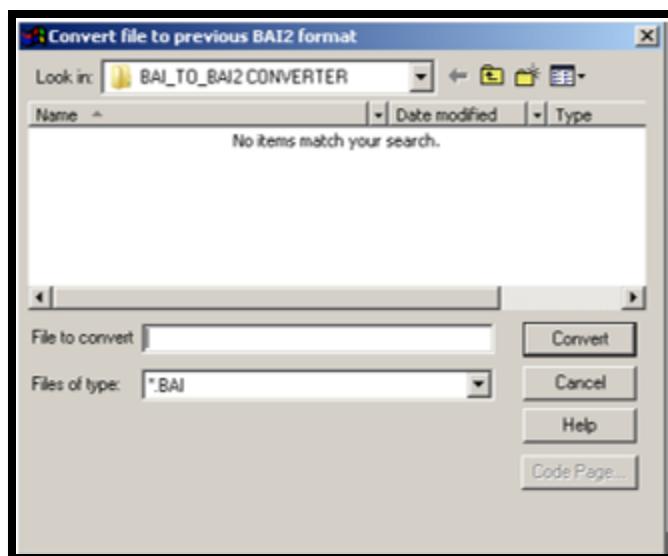 Convert file to previous BAI2 format
Look in: BAI_TO_BAI2 CONVERTER
Name Date modified Type
No items match your search.
File to convert Convert
Files of type: *.BAI Cancel
Help
Code Page...